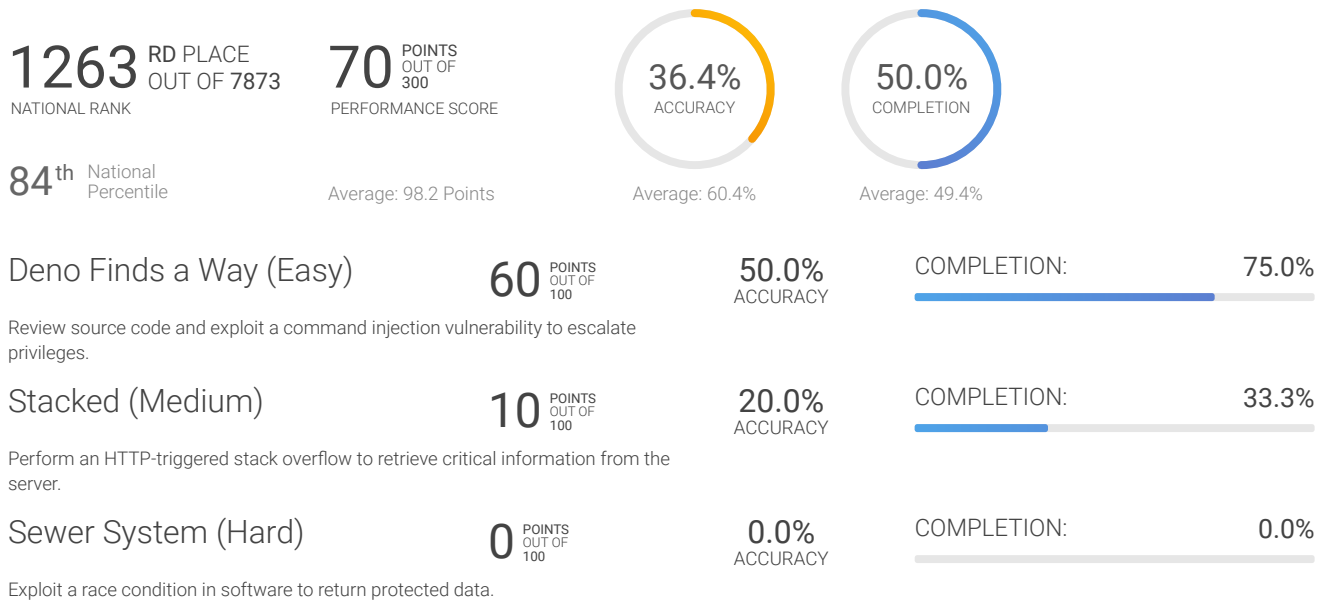 1263 RD PLACE
OUT OF 7873
NATIONAL RANK
84th National
Percentile
70 POINTS
OUT OF
300
PERFORMANCE SCORE
Average: 98.2 Points
36.4%
ACCURACY
Average: 60.4%
50.0%
COMPLETION
Average: 49.4%
Deno Finds a Way (Easy)
60 POINTS
OUT OF
100
50.0%
ACCURACY
COMPLETION: 75.0%
Review source code and exploit a command injection vulnerability to escalate
privileges.
Stacked (Medium)
10 POINTS
OUT OF
100
20.0%
ACCURACY
COMPLETION: 33.3%
Perform an HTTP-triggered stack overflow to retrieve critical information from the
server.
Sewer System (Hard)
0 POINTS
OUT OF
100
0.0%
ACCURACY
COMPLETION: 0.0%
Exploit a race condition in software to return protected data.